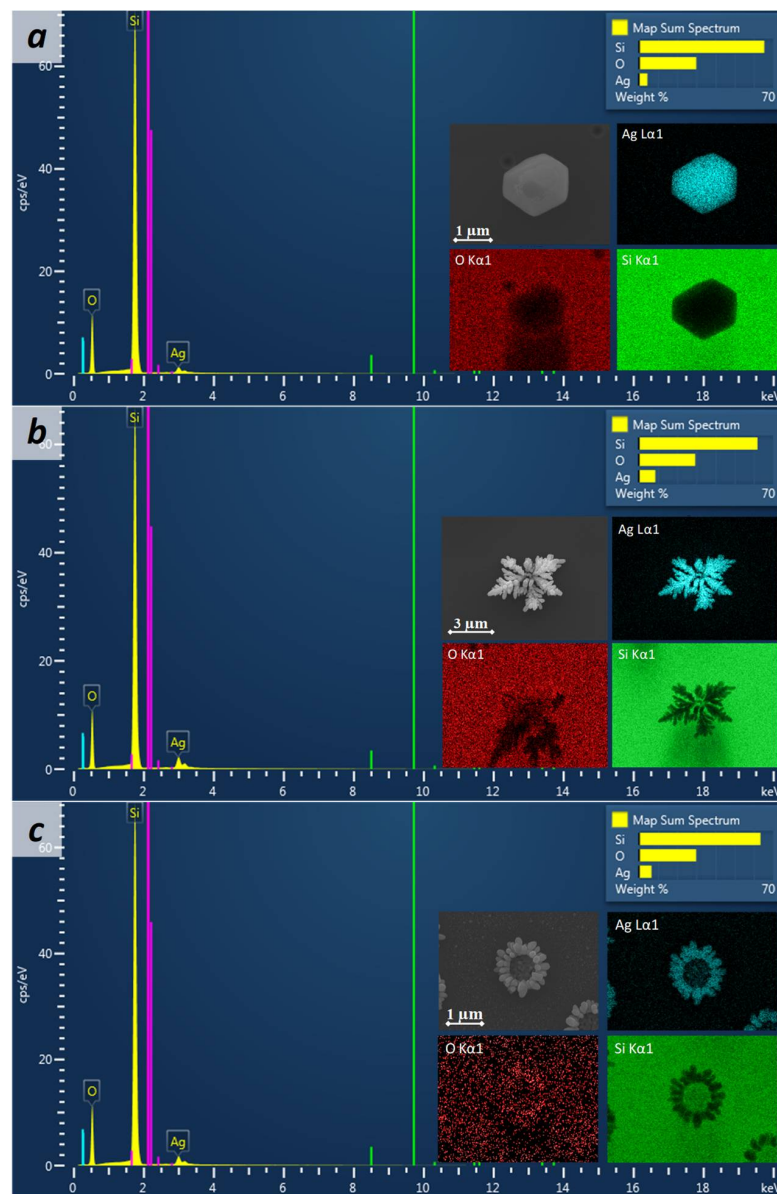 a
Si
60
40
20
0
cps/eV
O
Ag
0 2 4 6 8 10 12 14 16 18 keV
Map Sum Spectrum
Si
O
Ag
Weight % 70
Ag Lα1
1 µm
O Kα1
Si Kα1
b
Si
60
40
20
0
cps/eV
O
Ag
0 2 4 6 8 10 12 14 16 18 keV
Map Sum Spectrum
Si
O
Ag
Weight % 70
Ag Lα1
3 µm
O Kα1
Si Kα1
c
Si
60
40
20
0
cps/eV
O
Ag
0 2 4 6 8 10 12 14 16 18 keV
Map Sum Spectrum
Si
O
Ag
Weight % 70
Ag Lα1
1 µm
O Kα1
Si Kα1